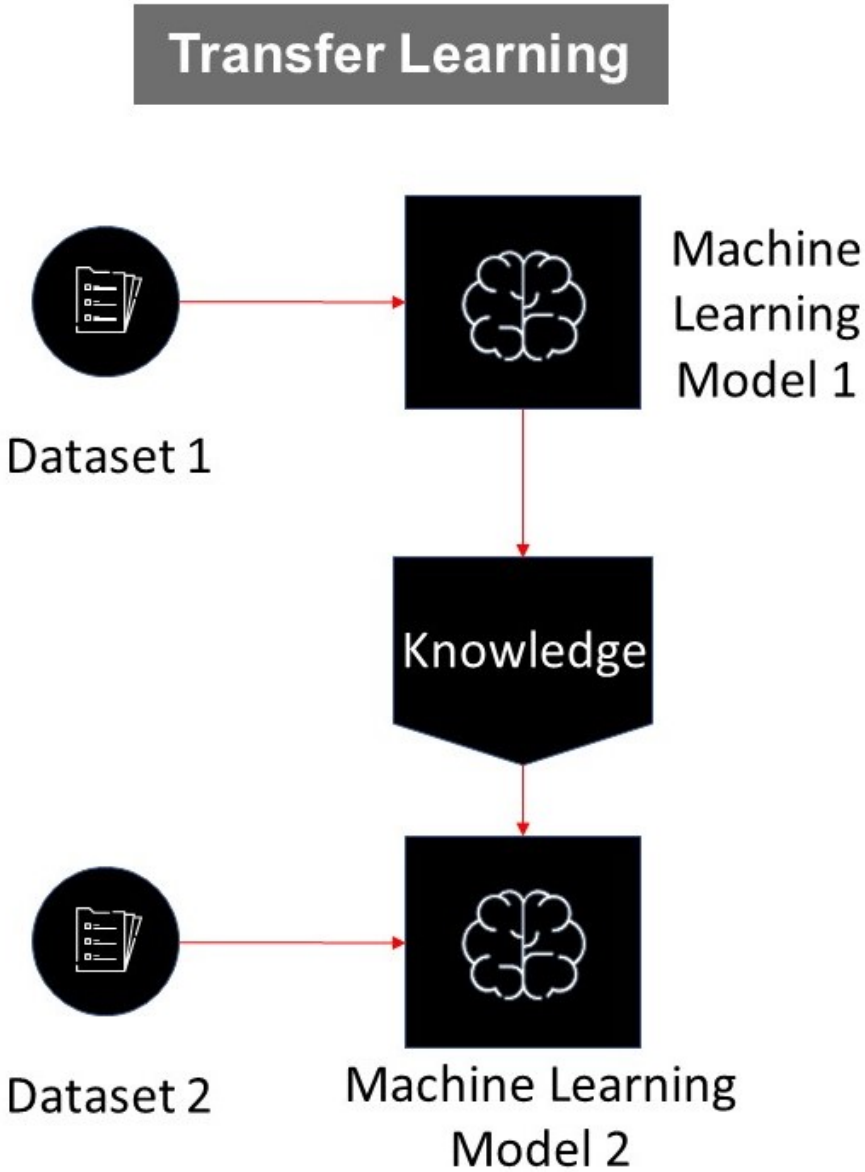 Transfer Learning
Machine
Learning
Model 1
Dataset 1
Knowledge
Dataset 2
Machine Learning
Model 2